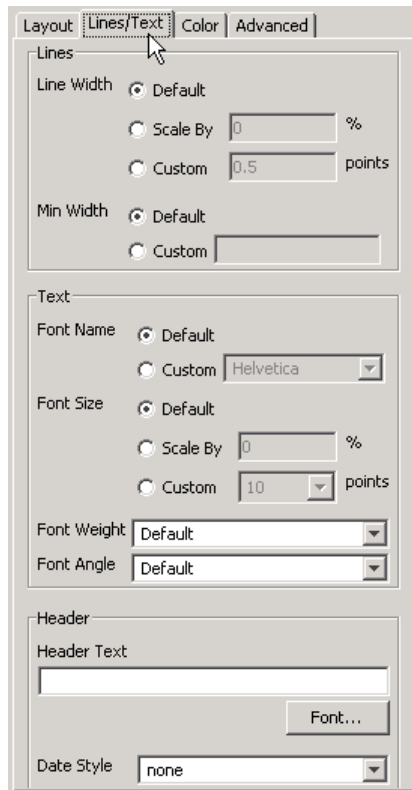 Layout Lines/Text Color Advanced
Lines
Line Width Default
Scale By 0 %
Custom 0.5 points
Min Width Default
Custom
Text
Font Name Default
Custom Helvetica
Font Size Default
Scale By 0 %
Custom 10 points
Font Weight Default
Font Angle Default
Header
Header Text
Font...
Date Style none